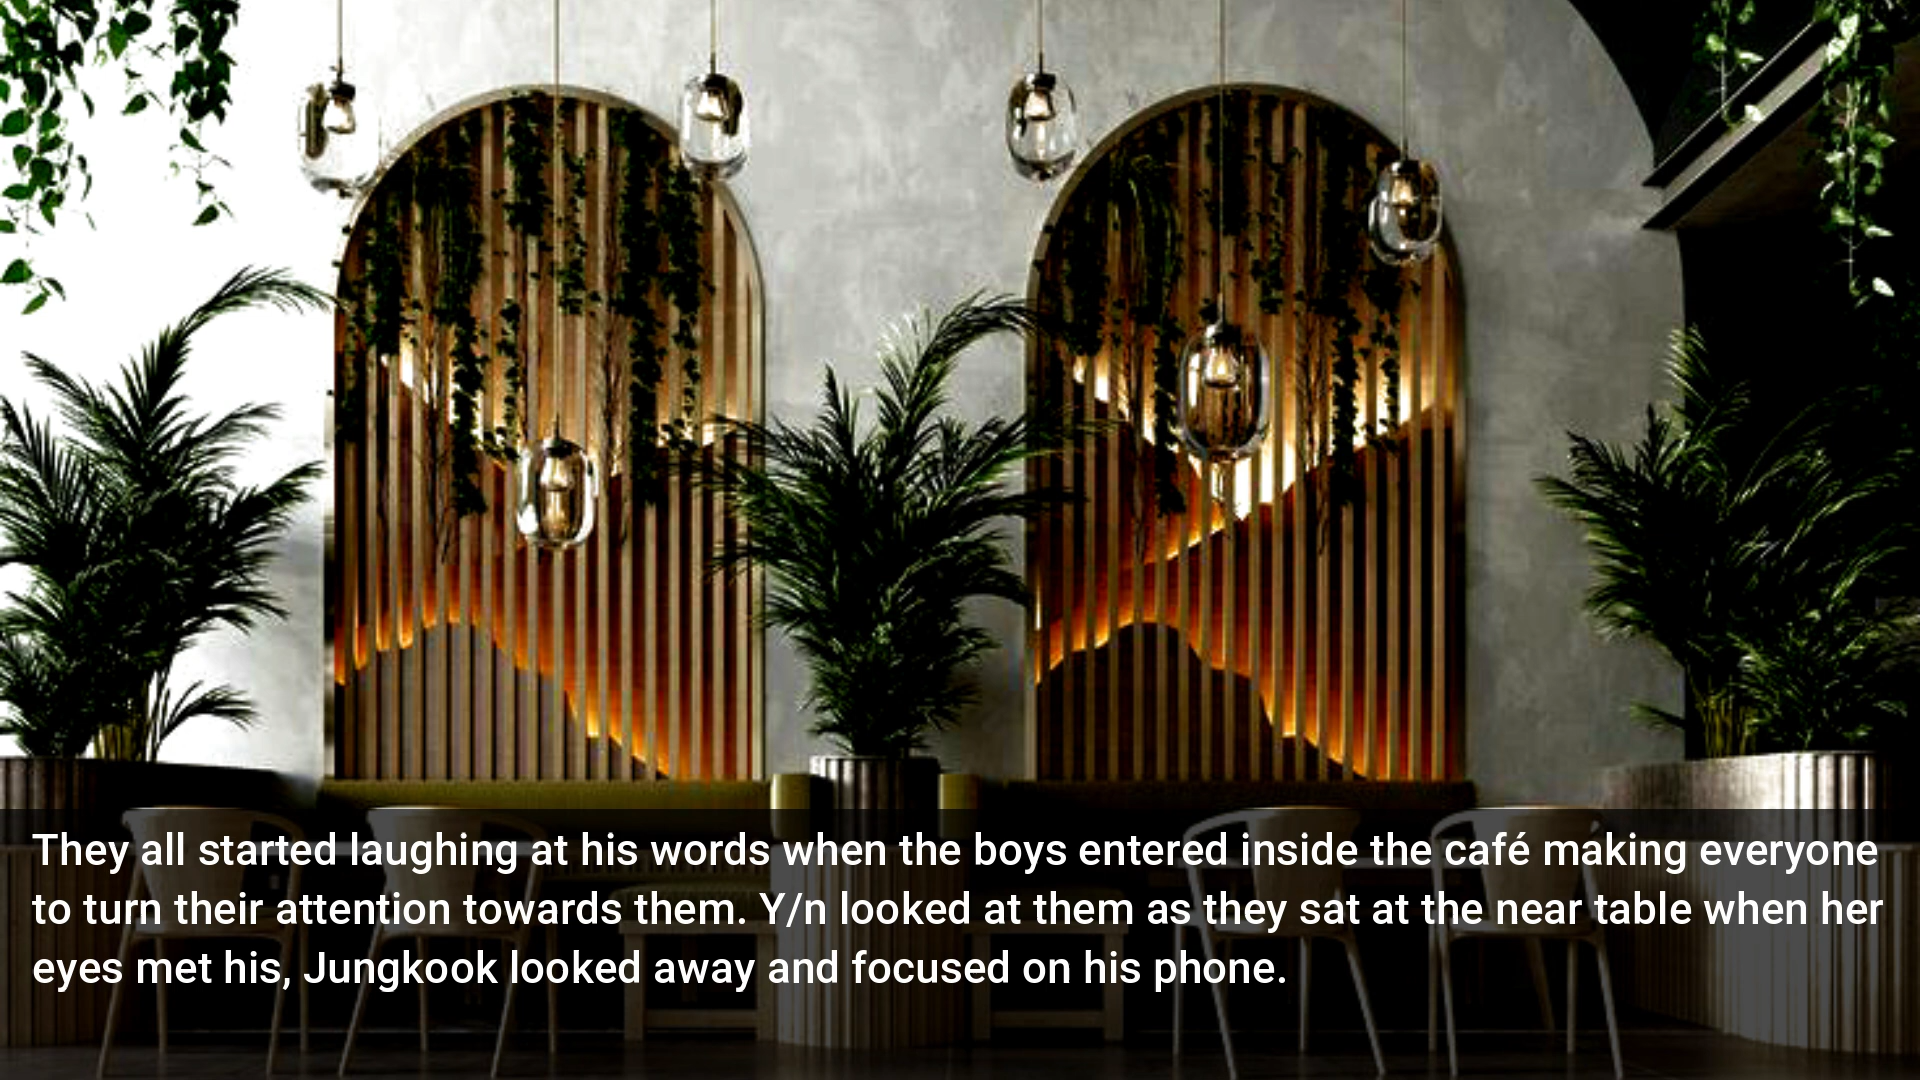 They all started laughing at his words when the boys entered inside the café making everyone
to turn their attention towards them. Y/n looked at them as they sat at the near table when her
eyes met his, Jungkook looked away and focused on his phone.